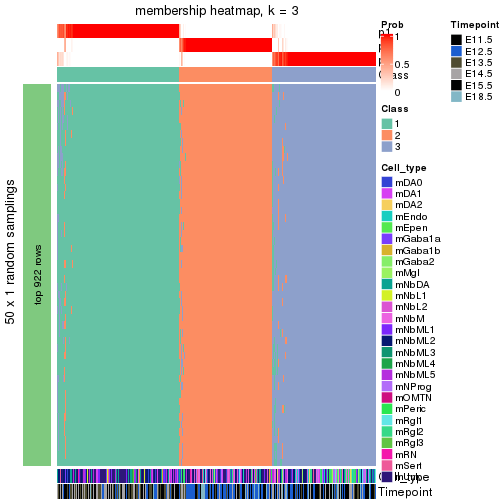 membership heatmap, k = 3
Prob
1
0.5
0
Class
1
2
3
Cell_type
mDA0
mDA1
mDA2
mEndo
mEpen
mGaba1a
mGaba1b
mGaba2
mMgl
mNbDA
mNbL1
mNbL2
mNbM
mNbML1
mNbML2
mNbML3
mNbML4
mNbML5
mNProg
mOMTN
mPeric
mRgl1
mRgl2
mRgl3
mRN
mSert
mUnk
Timepoint
E11.5
E12.5
E13.5
E14.5
E15.5
E18.5
p1
50 x 1 random samplings
top 922 rows
Timepoint